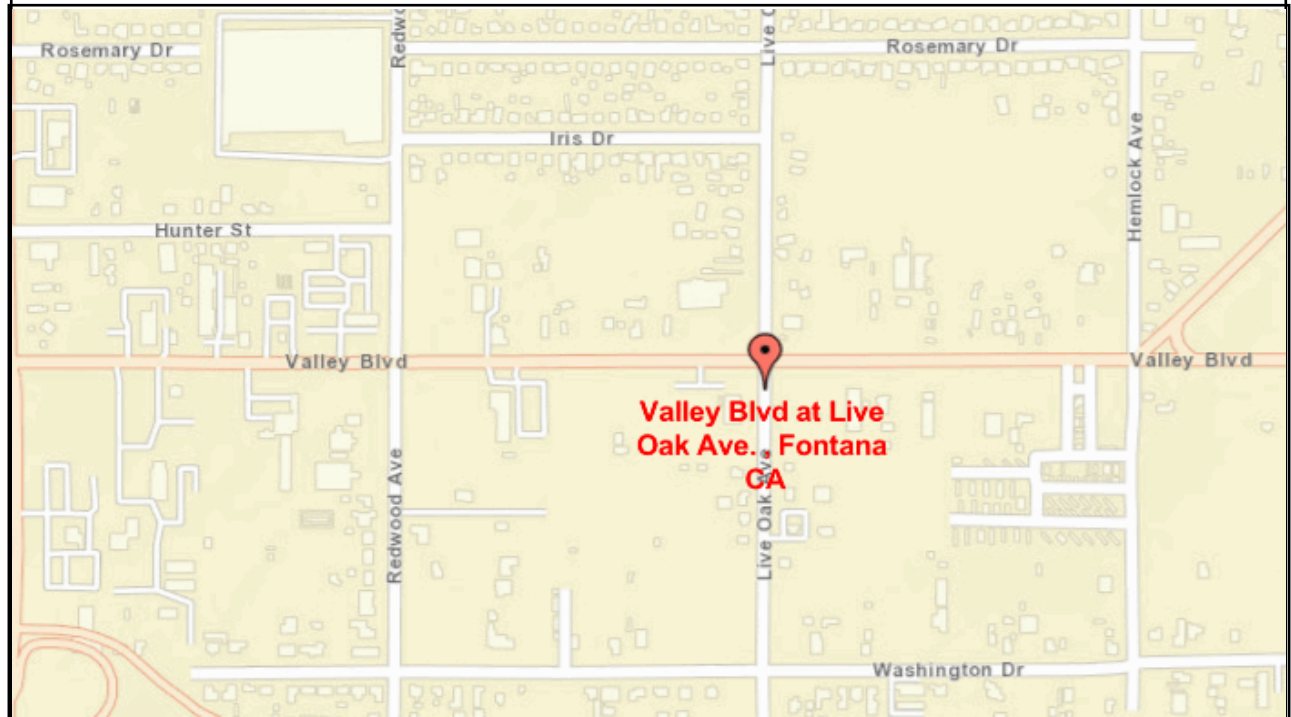 Rosemary Dr
Redwo
Live O
Rosemary Dr
Iris Dr
Hemlock Ave
Hunter St
Valley Blvd
Valley Blvd
Valley Blvd at Live
Oak Ave. . Fontana
CA
Redwood Ave
Live Oak Ave
Washington Dr